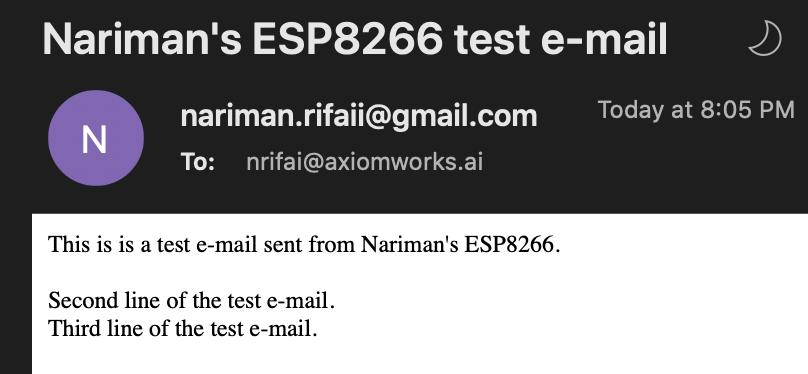 Nariman's ESP8266 test e-mail
N
nariman.rifaii@gmail.com
Today at 8:05 PM
To: nrifai@axiomworks.ai
This is is a test e-mail sent from Nariman's ESP8266.
Second line of the test e-mail.
Third line of the test e-mail.